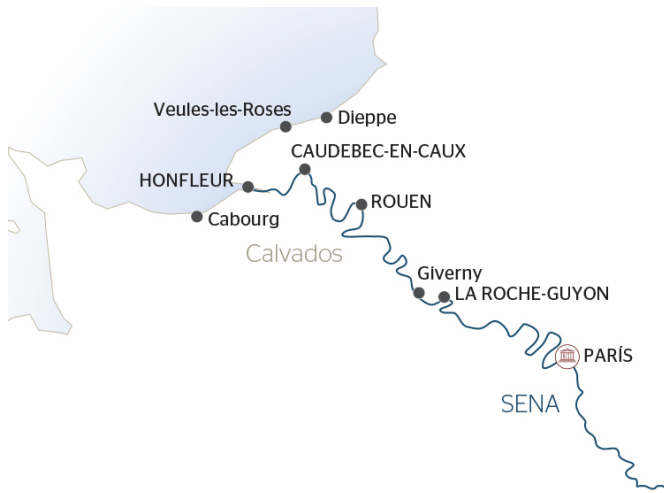 Veules-les-Roses
Dieppe
CAUDEBEC-EN-CAUX
HONFLEUR
ROUEN
Cabourg
Calvados
Giverny
LA ROCHE-GUYON
PARÍS
SENA